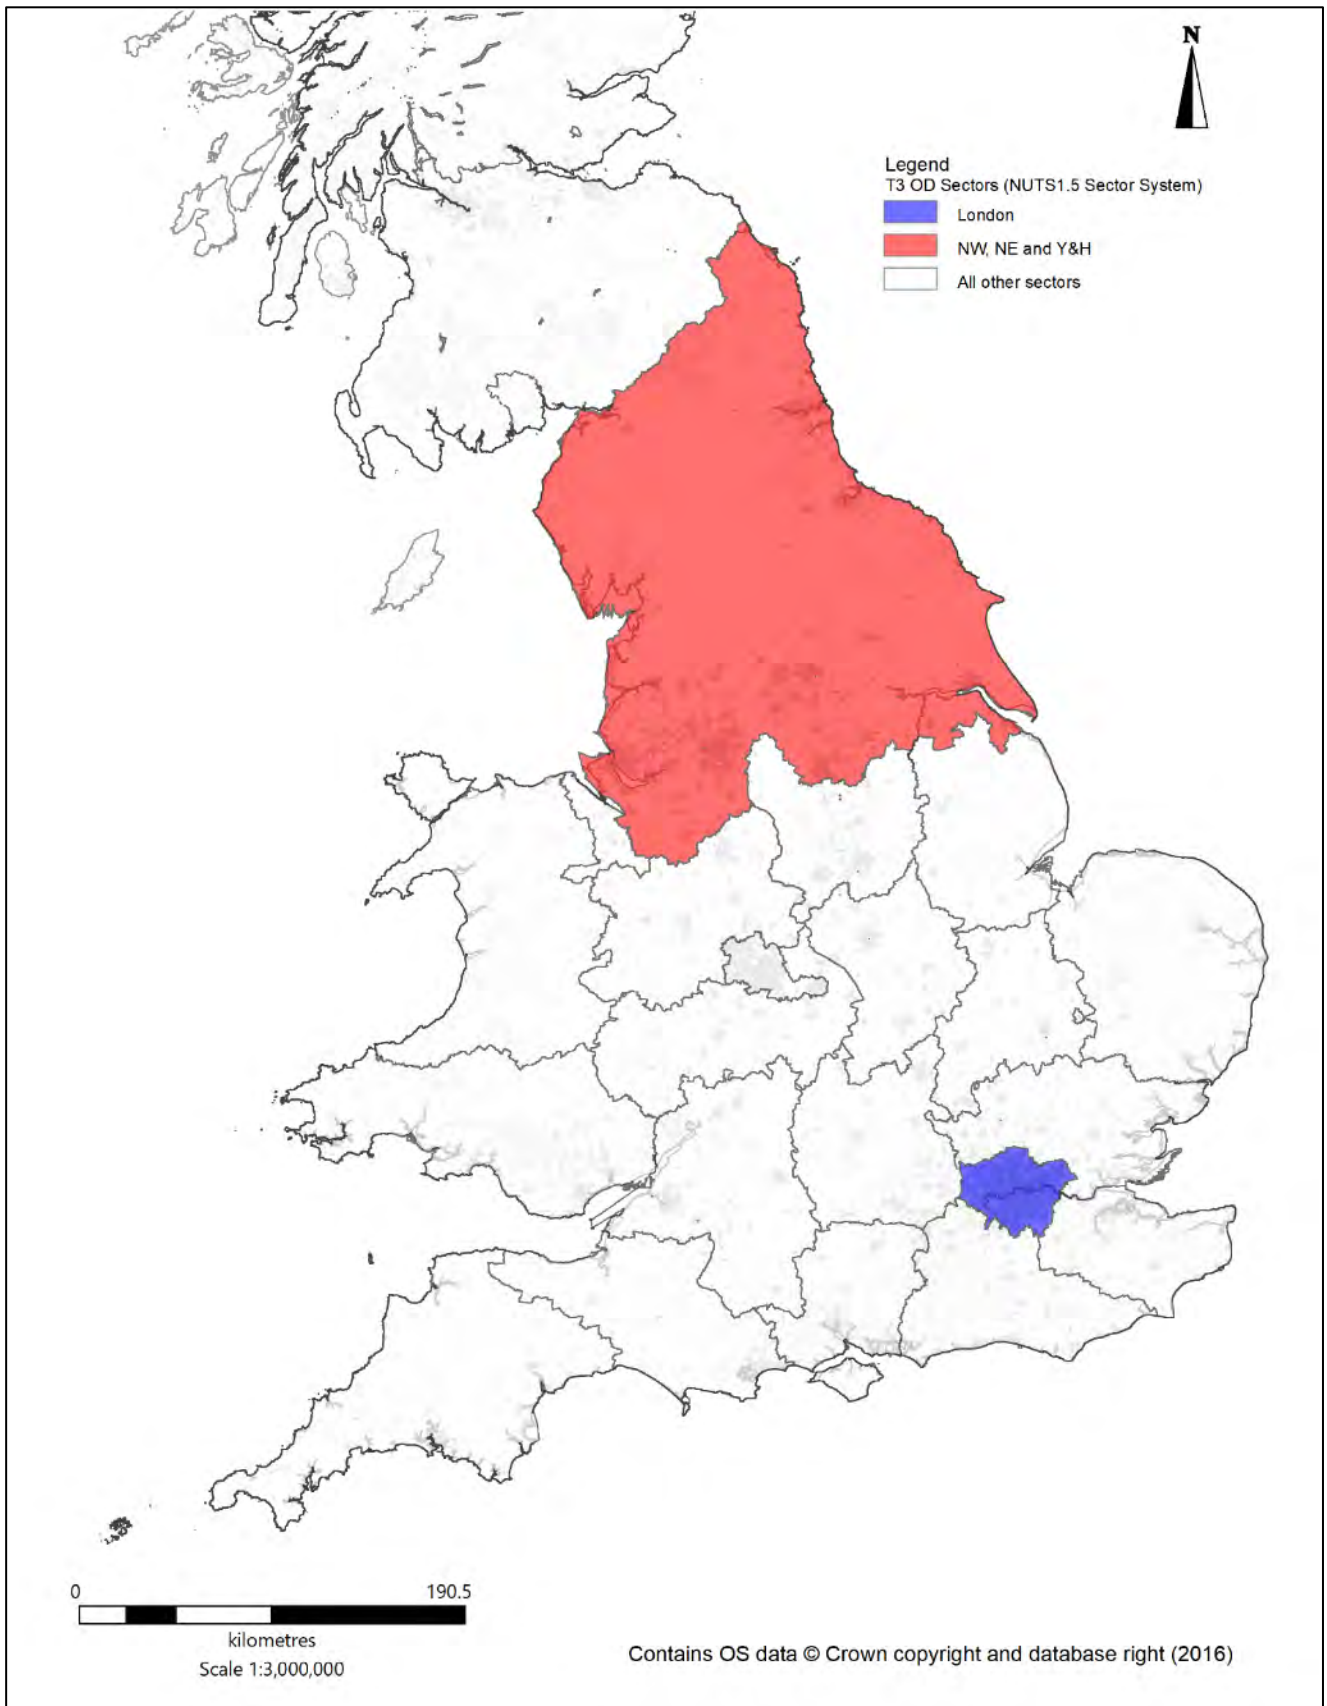 N
Legend
T3 OD Sectors (NUTS1.5 Sector System)
London
NW, NE and Y&H
All other sectors
0 190.5
kilometres
Scale 1:3,000,000
Contains OS data © Crown copyright and database right (2016)